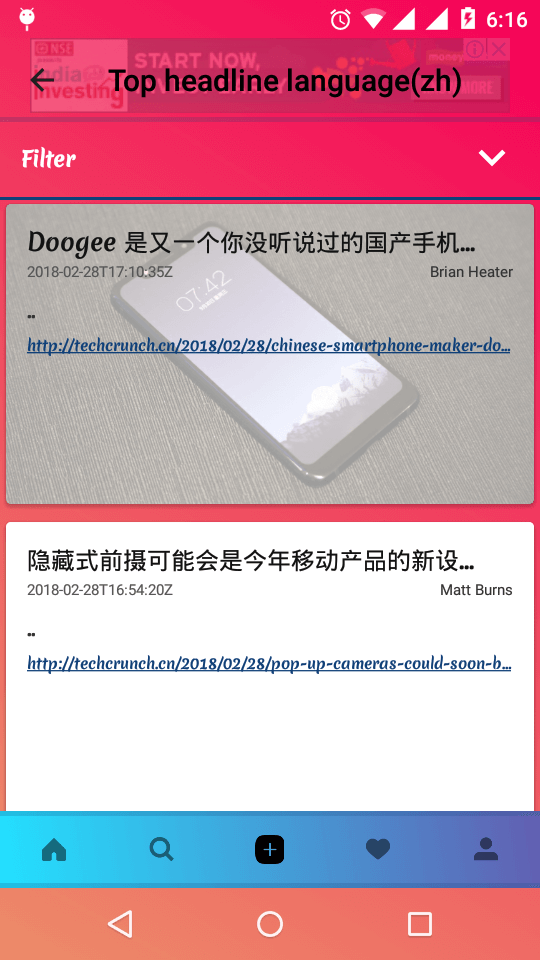 6:16
NSE
india
investing
START NOW,
money
MORE
Top headline language(zh)
Filter
Doogee 是又一个你没听说过的国产手机...
2018-02-28T17:10:35Z
Brian Heater
07:42
..
http://techcrunch.cn/2018/02/28/chinese-smartphone-maker-do...
隐藏式前摄可能会是今年移动产品的新设...
2018-02-28T16:54:20Z
Matt Burns
..
http://techcrunch.cn/2018/02/28/pop-up-cameras-could-soon-b...